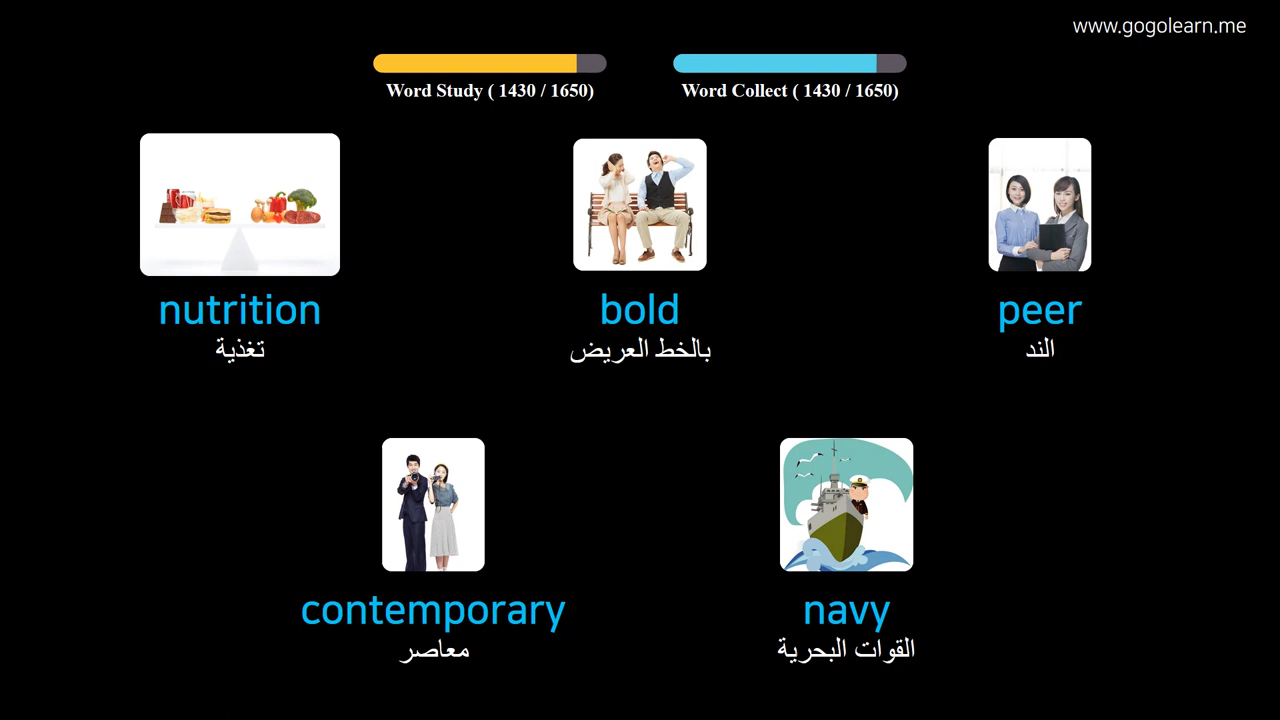 www.gogolearn.me
Word Study ( 1430 / 1650)
Word Collect ( 1430 / 1650)
nutrition
تغذية
bold
بالخط العريض
peer
الند
contemporary
معاصر
navy
القوات البحرية